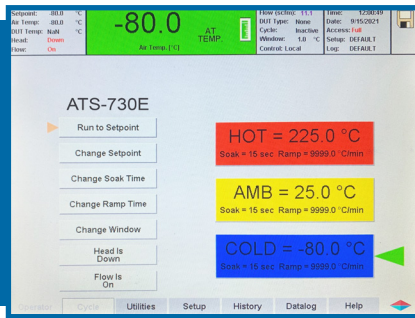 Setpoint: -80.0 °C
Air Temp: -80.0 °C
DUT Temp: NaN °C
Head: Down
Flow: On
-80.0
AT
TEMP.
Air Temp. [°C]
Flow (scfm): 11.1
DUT Type: None
Cycle: Inactive
Window: 1.0 °C
Control: Local
Time: 12:00:49
Date: 9/15/2021
Access: Full
Setup: DEFAULT
Log: DEFAULT
ATS-730E
Run to Setpoint
Change Setpoint
Change Soak Time
Change Ramp Time
Change Window
Head Is
Down
Flow Is
On
HOT = 225.0 °C
Soak = 15 sec Ramp = 9999.0 °C/min
AMB = 25.0 °C
Soak = 15 sec Ramp = 9999.0 °C/min
COLD = -80.0 °C
Soak = 15 sec Ramp = 9999.0 °C/min
Operator
Cycle
Utilities
Setup
History
Datalog
Help